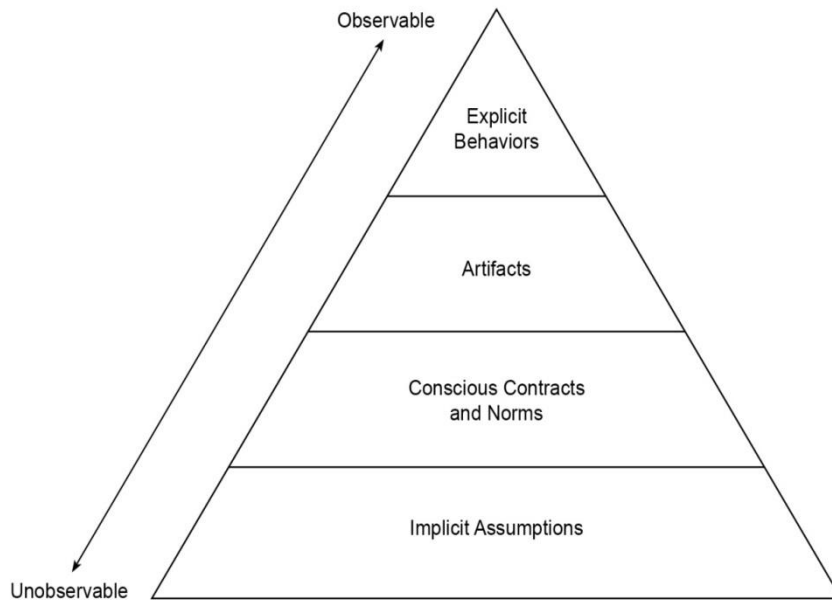 Observable
Explicit
Behaviors
Artifacts
Conscious Contracts
and Norms
Implicit Assumptions
Unobservable